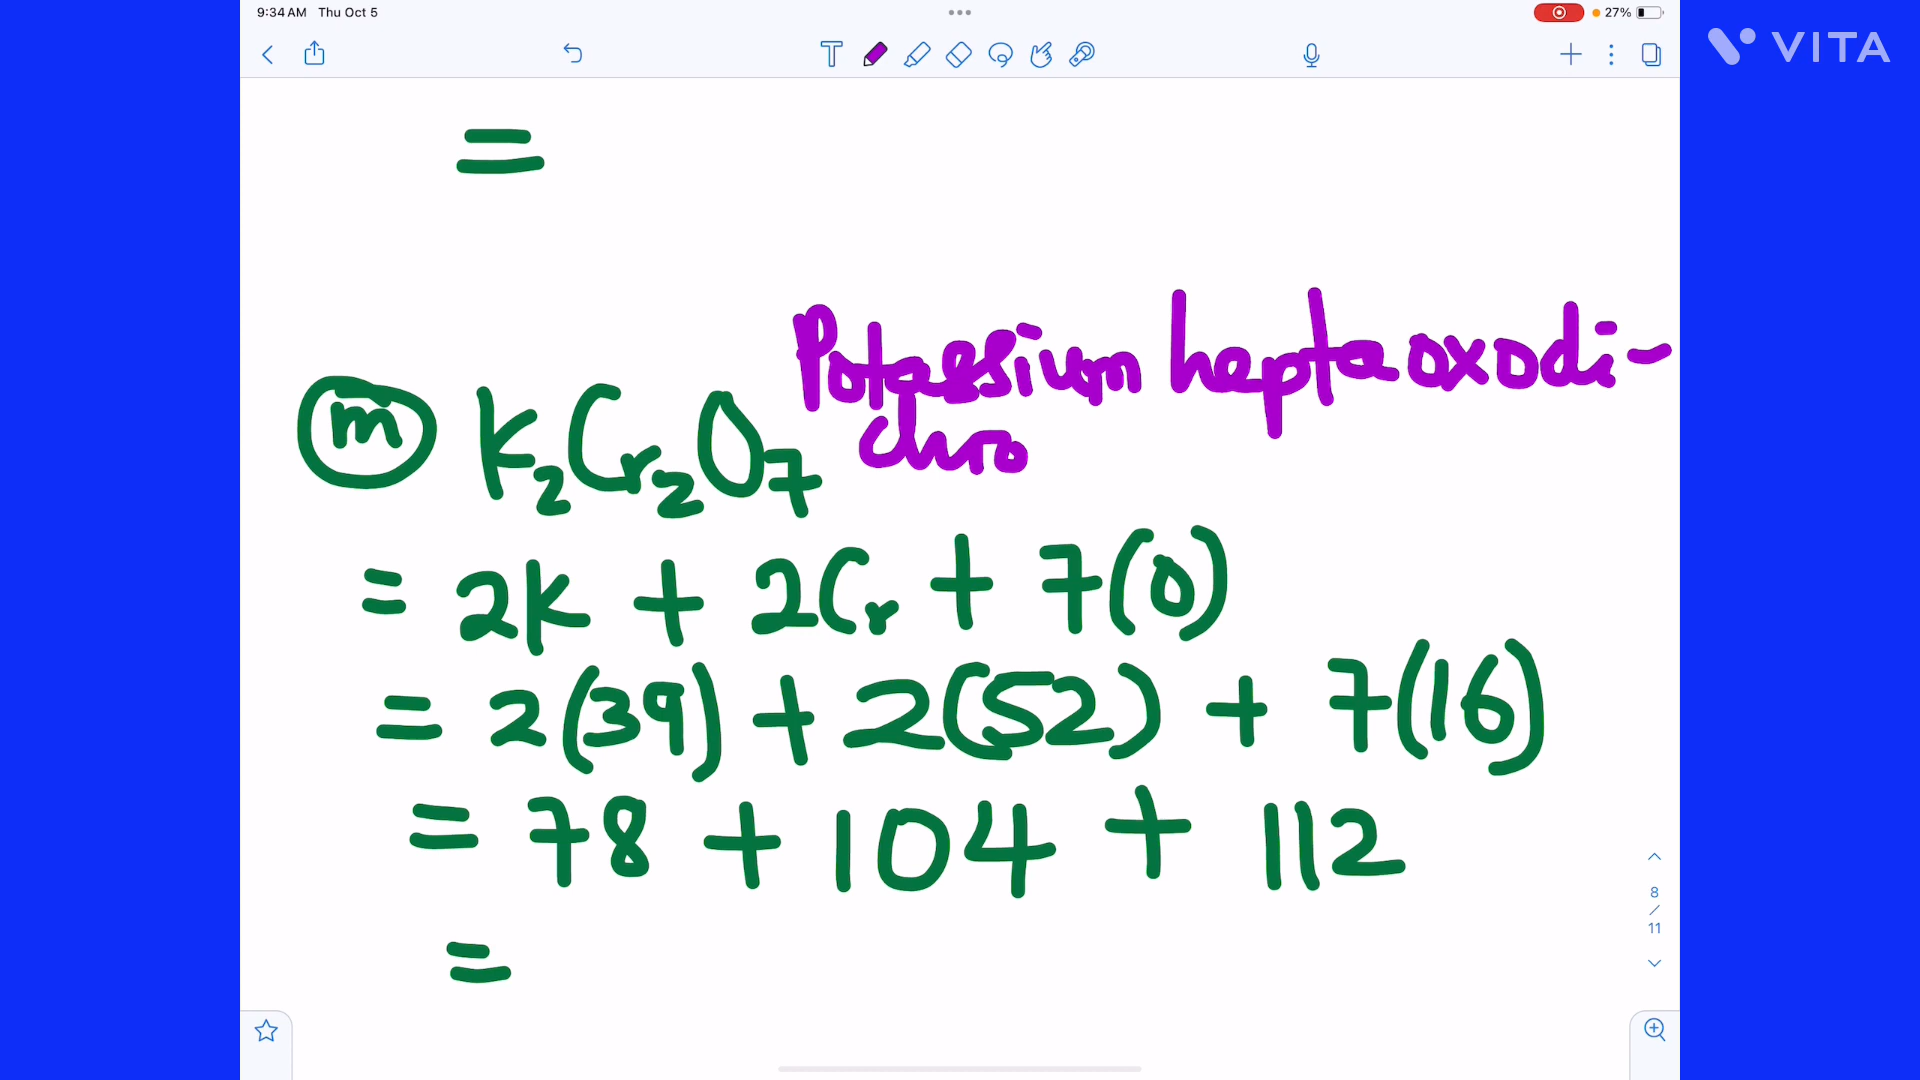 9:34 AM Thu Oct 5
27%
VITA
T
=
Potassium heptaoxodi-
chro
m K₂Cr₂O₇
= 2K + 2Cr + 7(O)
= 2(39) + 2(52) + 7(16)
= 78 + 104 + 112
=
8
/
11